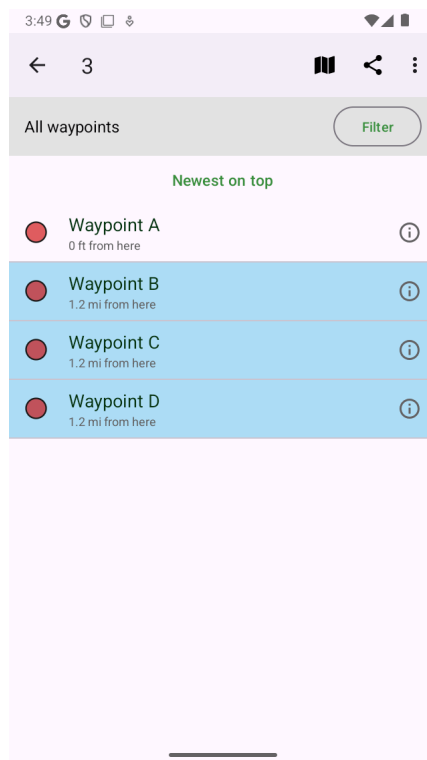 3:49
3
All waypoints
Filter
Newest on top
Waypoint A
0 ft from here
Waypoint B
1.2 mi from here
Waypoint C
1.2 mi from here
Waypoint D
1.2 mi from here